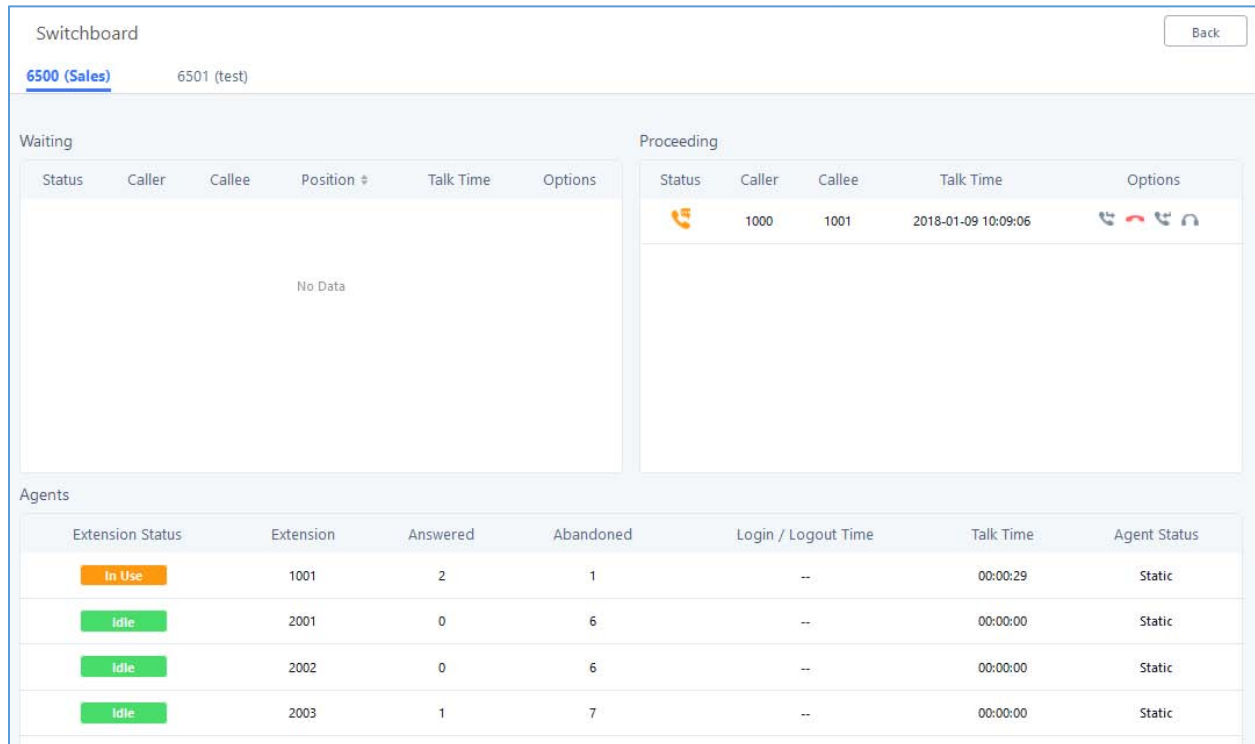 Switchboard
Back
6500 (Sales) 6501 (test)
Waiting
Status Caller Callee Position Talk Time Options
No Data
Proceeding
Status Caller Callee Talk Time Options
1000 1001 2018-01-09 10:09:06
Agents
Extension Status Extension Answered Abandoned Login / Logout Time Talk Time Agent Status
In Use 1001 2 1 -- 00:00:29 Static
Idle 2001 0 6 -- 00:00:00 Static
Idle 2002 0 6 -- 00:00:00 Static
Idle 2003 1 7 -- 00:00:00 Static